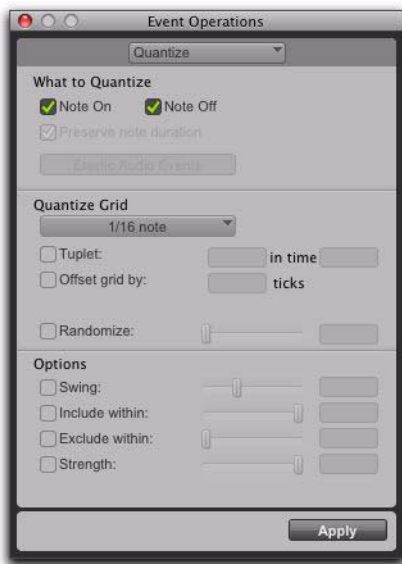 Event Operations
Quantize
What to Quantize
Note On Note Off
Preserve note duration
Elastic Audio Events
Quantize Grid
1/16 note
Tuplet: in time
Offset grid by: ticks
Randomize:
Options
Swing:
Include within:
Exclude within:
Strength:
Apply